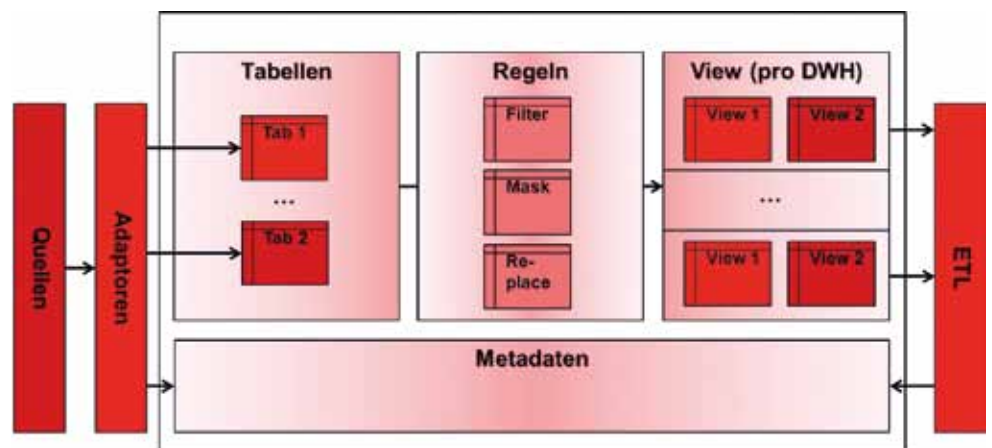 Quellen
Adaptoren
Tabellen
Tab 1
...
Tab 2
Regeln
Filter
Mask
Re-
place
View (pro DWH)
View 1
View 2
...
View 1
View 2
ETL
Metadaten